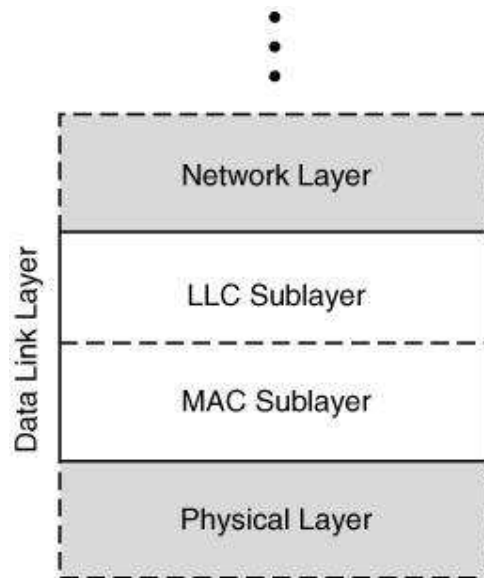 Network Layer
LLC Sublayer
MAC Sublayer
Data Link Layer
Physical Layer